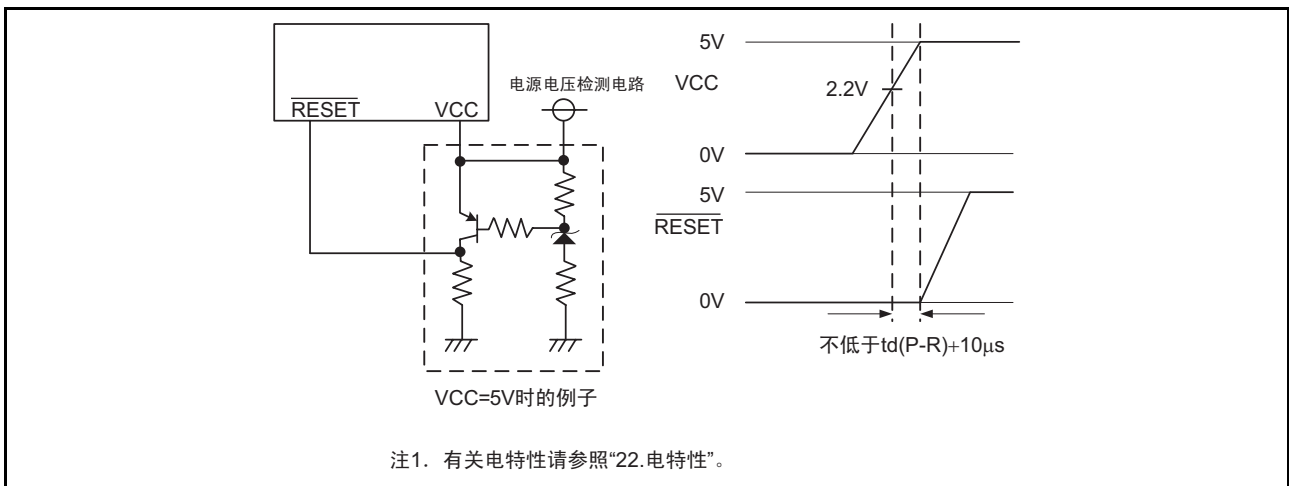 RESET VCC
电源电压检测电路
VCC=5V时的例子
5V
VCC
2.2V
0V
5V
RESET
0V
不低于td(P-R)+10μs
注1. 有关电特性请参照“22.电特性”。